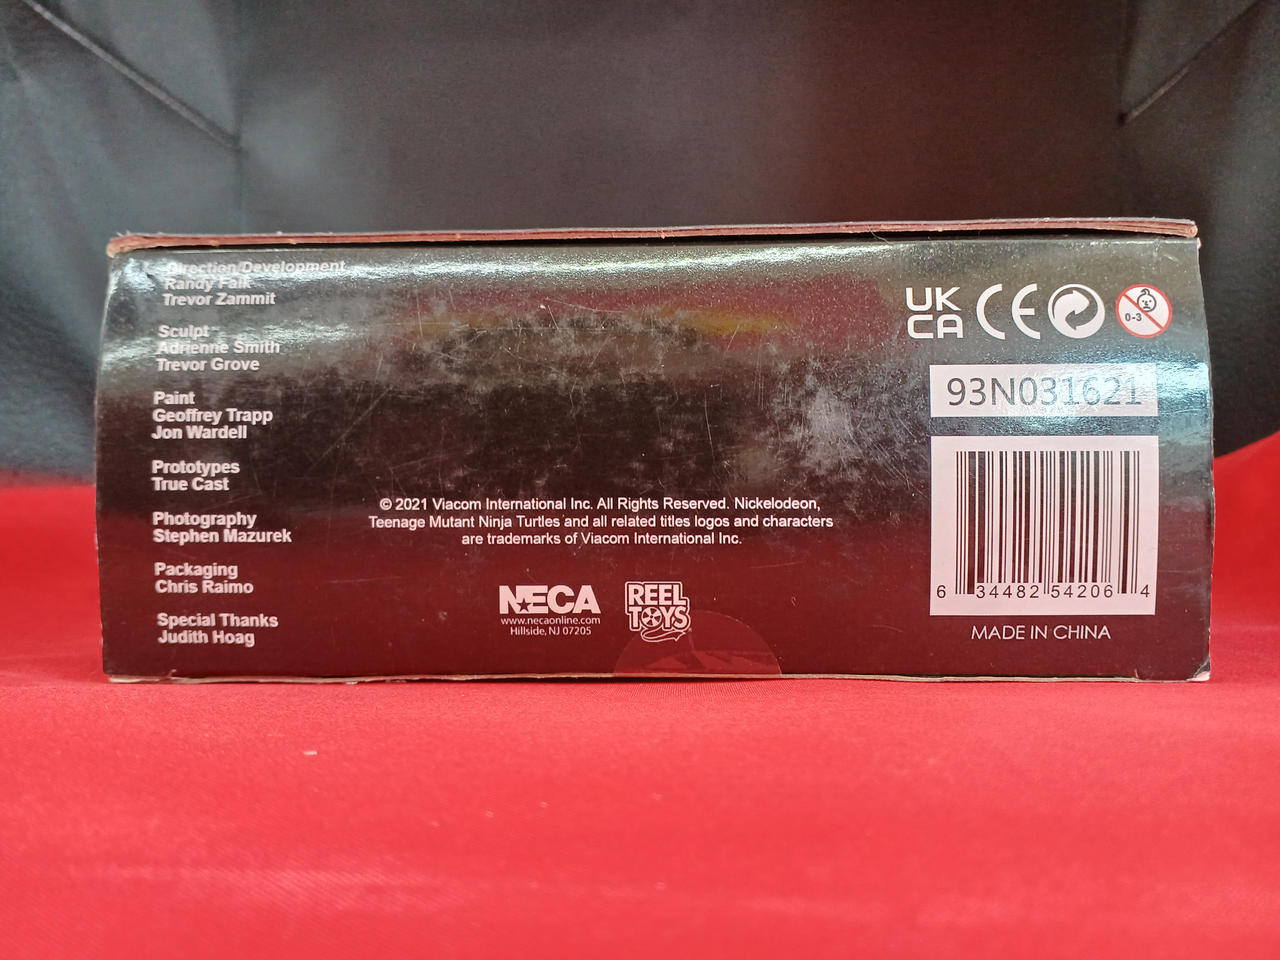 Direction/Development
Randy Falk
Trevor Zammit
Sculpt
Adrienne Smith
Trevor Grove
Paint
Geoffrey Trapp
Jon Wardell
Prototypes
True Cast
Photography
Stephen Mazurek
Packaging
Chris Raimo
Special Thanks
Judith Hoag
© 2021 Viacom International Inc. All Rights Reserved. Nickelodeon,
Teenage Mutant Ninja Turtles and all related titles logos and characters
are trademarks of Viacom International Inc.
NECA
www.necaonline.com
Hillside, NJ 07205
REEL
TOYS
UK
CA
CE
0-3
93N031621
6 34482 54206 4
MADE IN CHINA